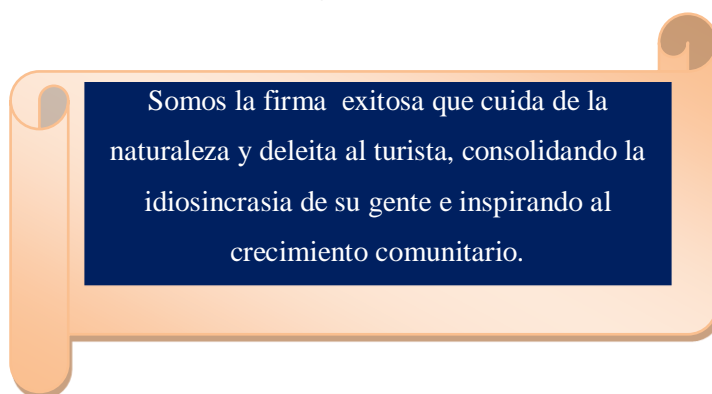 Somos la firma  exitosa que cuida de la
naturaleza y deleita al turista, consolidando la
idiosincrasia de su gente e inspirando al
crecimiento comunitario.